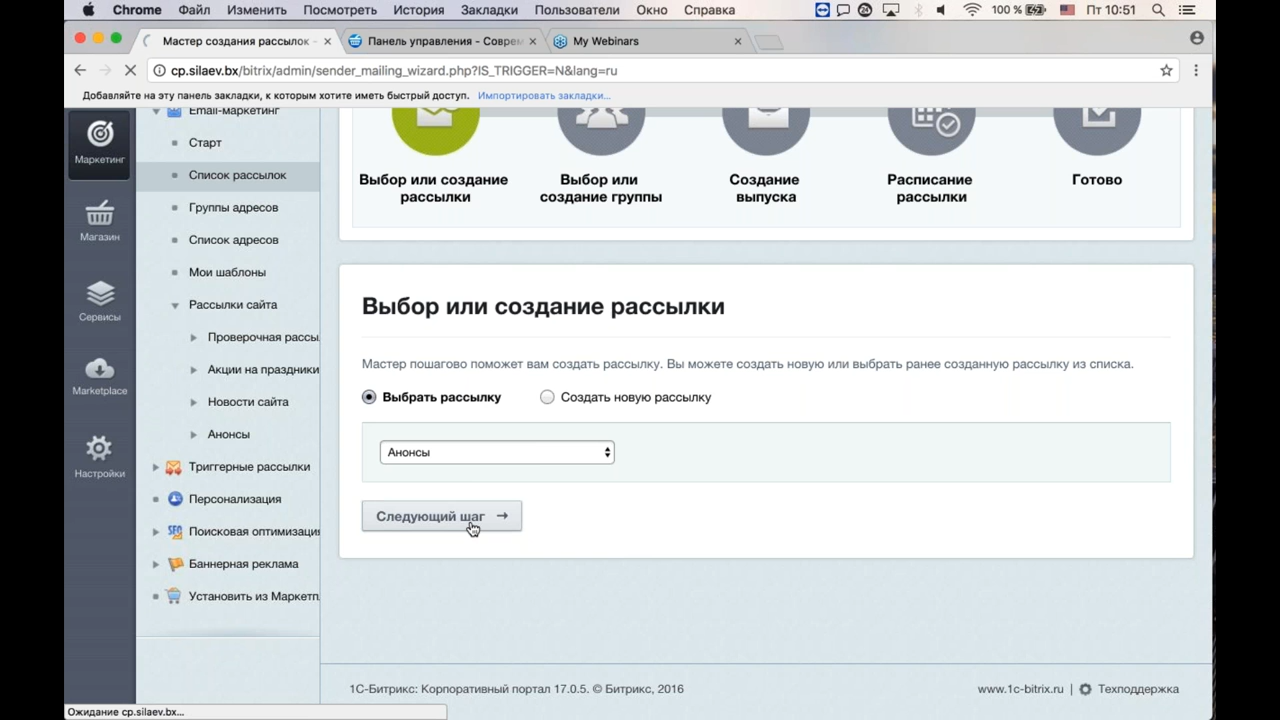 Chrome Файл Изменить Посмотреть История Закладки Пользователи Окно Справка 100 % Пт 10:51
Мастер создания рассылок - × Панель управления - Соврем × My Webinars ×
cp.silaev.bx/bitrix/admin/sender_mailing_wizard.php?IS_TRIGGER=N&lang=ru
Добавляйте на эту панель закладки, к которым хотите иметь быстрый доступ. Импортировать закладки...
Маркетинг
Магазин
Сервисы
Marketplace
Настройки
Email-маркетинг
Старт
Список рассылок
Группы адресов
Список адресов
Мои шаблоны
Рассылки сайта
Проверочная рассы
Акции на праздники
Новости сайта
Анонсы
Триггерные рассылки
Персонализация
SEO Поисковая оптимизация
Баннерная реклама
Установить из Маркетпл
Выбор или создание
рассылки
Выбор или
создание группы
Создание
выпуска
Расписание
рассылки
Готово
Выбор или создание рассылки
Мастер пошагово поможет вам создать рассылку. Вы можете создать новую или выбрать ранее созданную рассылку из списка.
Выбрать рассылку Создать новую рассылку
Анонсы
Следующий шаг →
1С-Битрикс: Корпоративный портал 17.0.5. © Битрикс, 2016 www.1c-bitrix.ru | Техподдержка
Ожидание cp.silaev.bx...